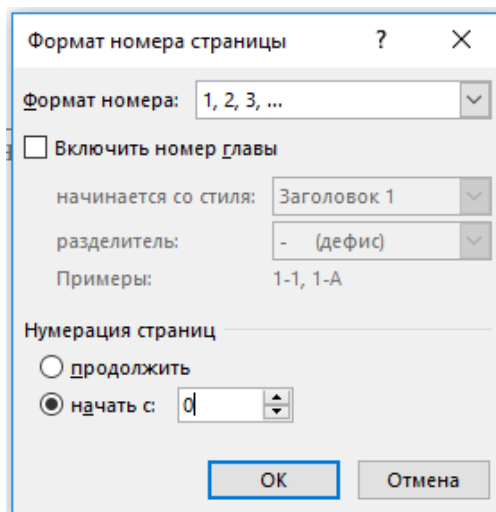 Формат номера страницы ? ×
Формат номера: 1, 2, 3, ...
Включить номер главы
начинается со стиля: Заголовок 1
разделитель: - (дефис)
Примеры: 1-1, 1-A
Нумерация страниц
продолжить
начать с: 0
ОК Отмена